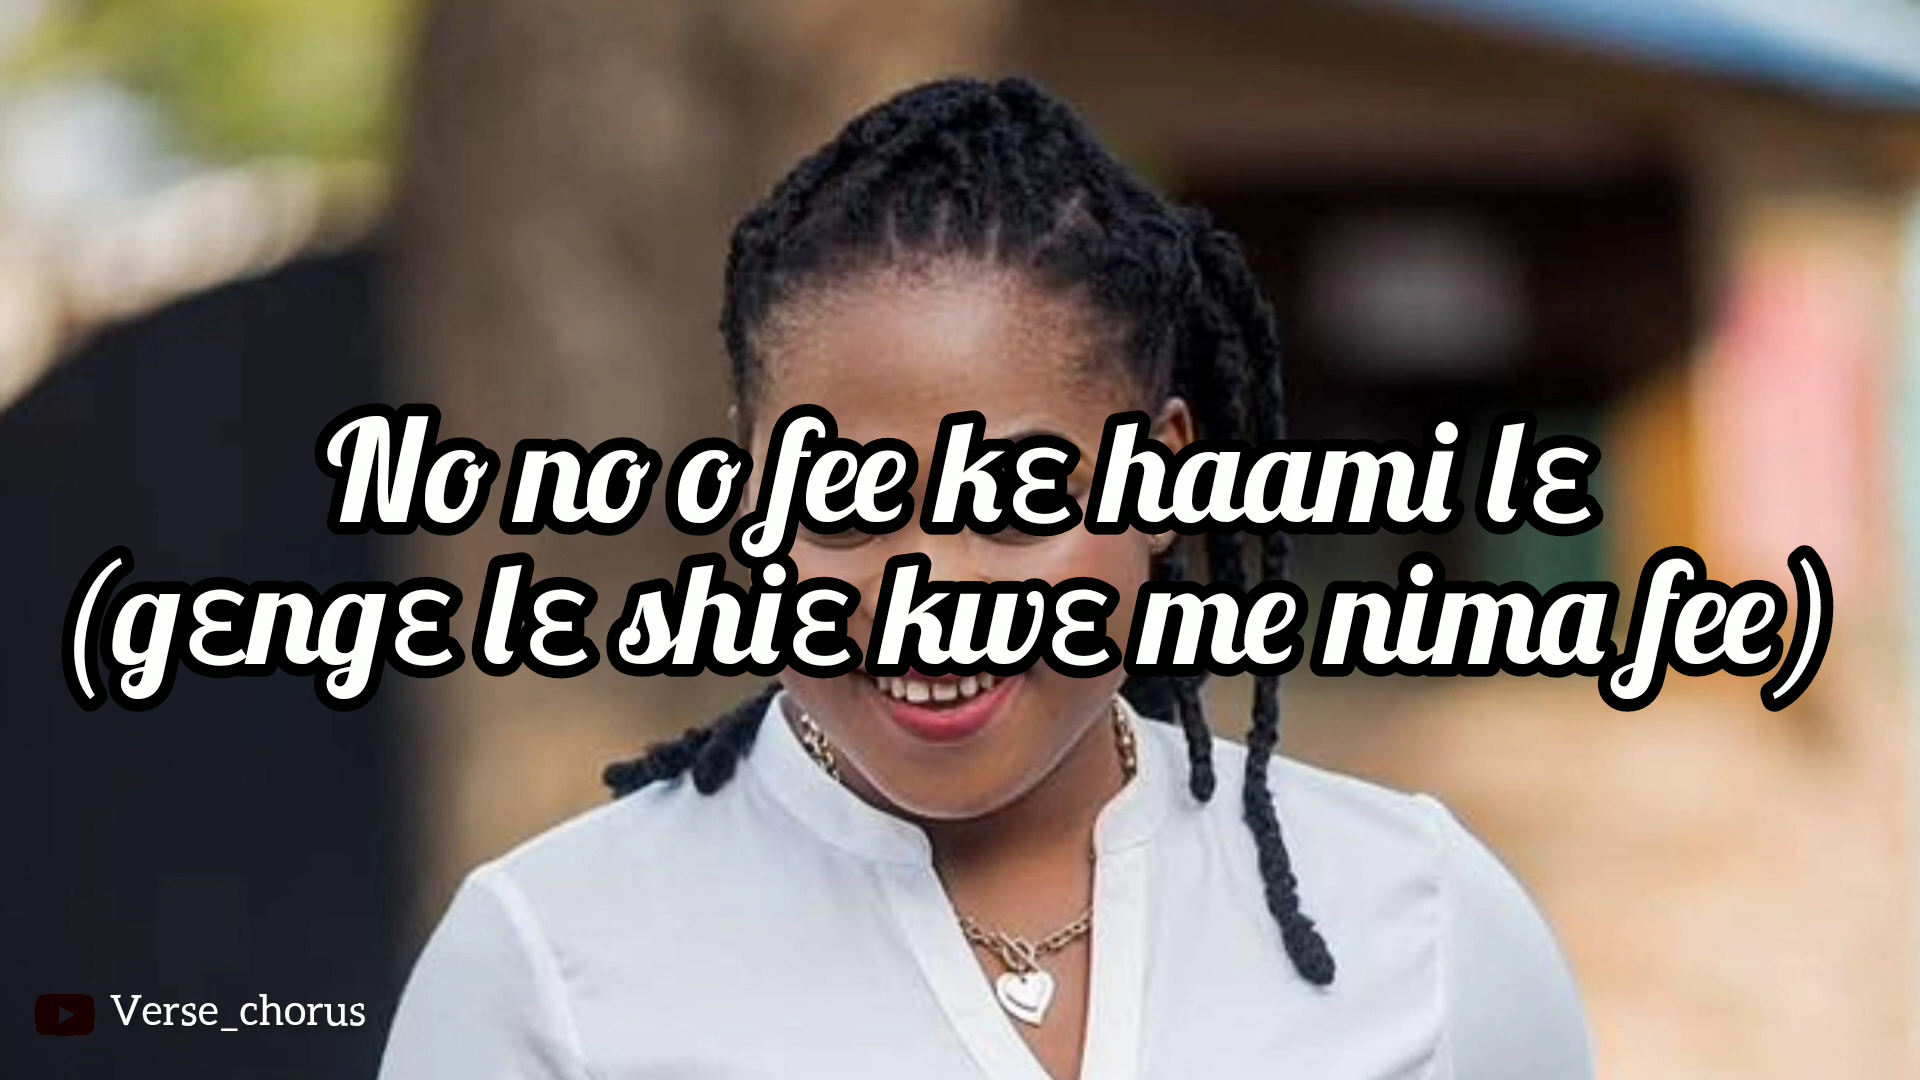 No no o fee kɛ haami lɛ
(gɛngɛ lɛ shiɛ kwɛ me nima fee)
Verse_chorus